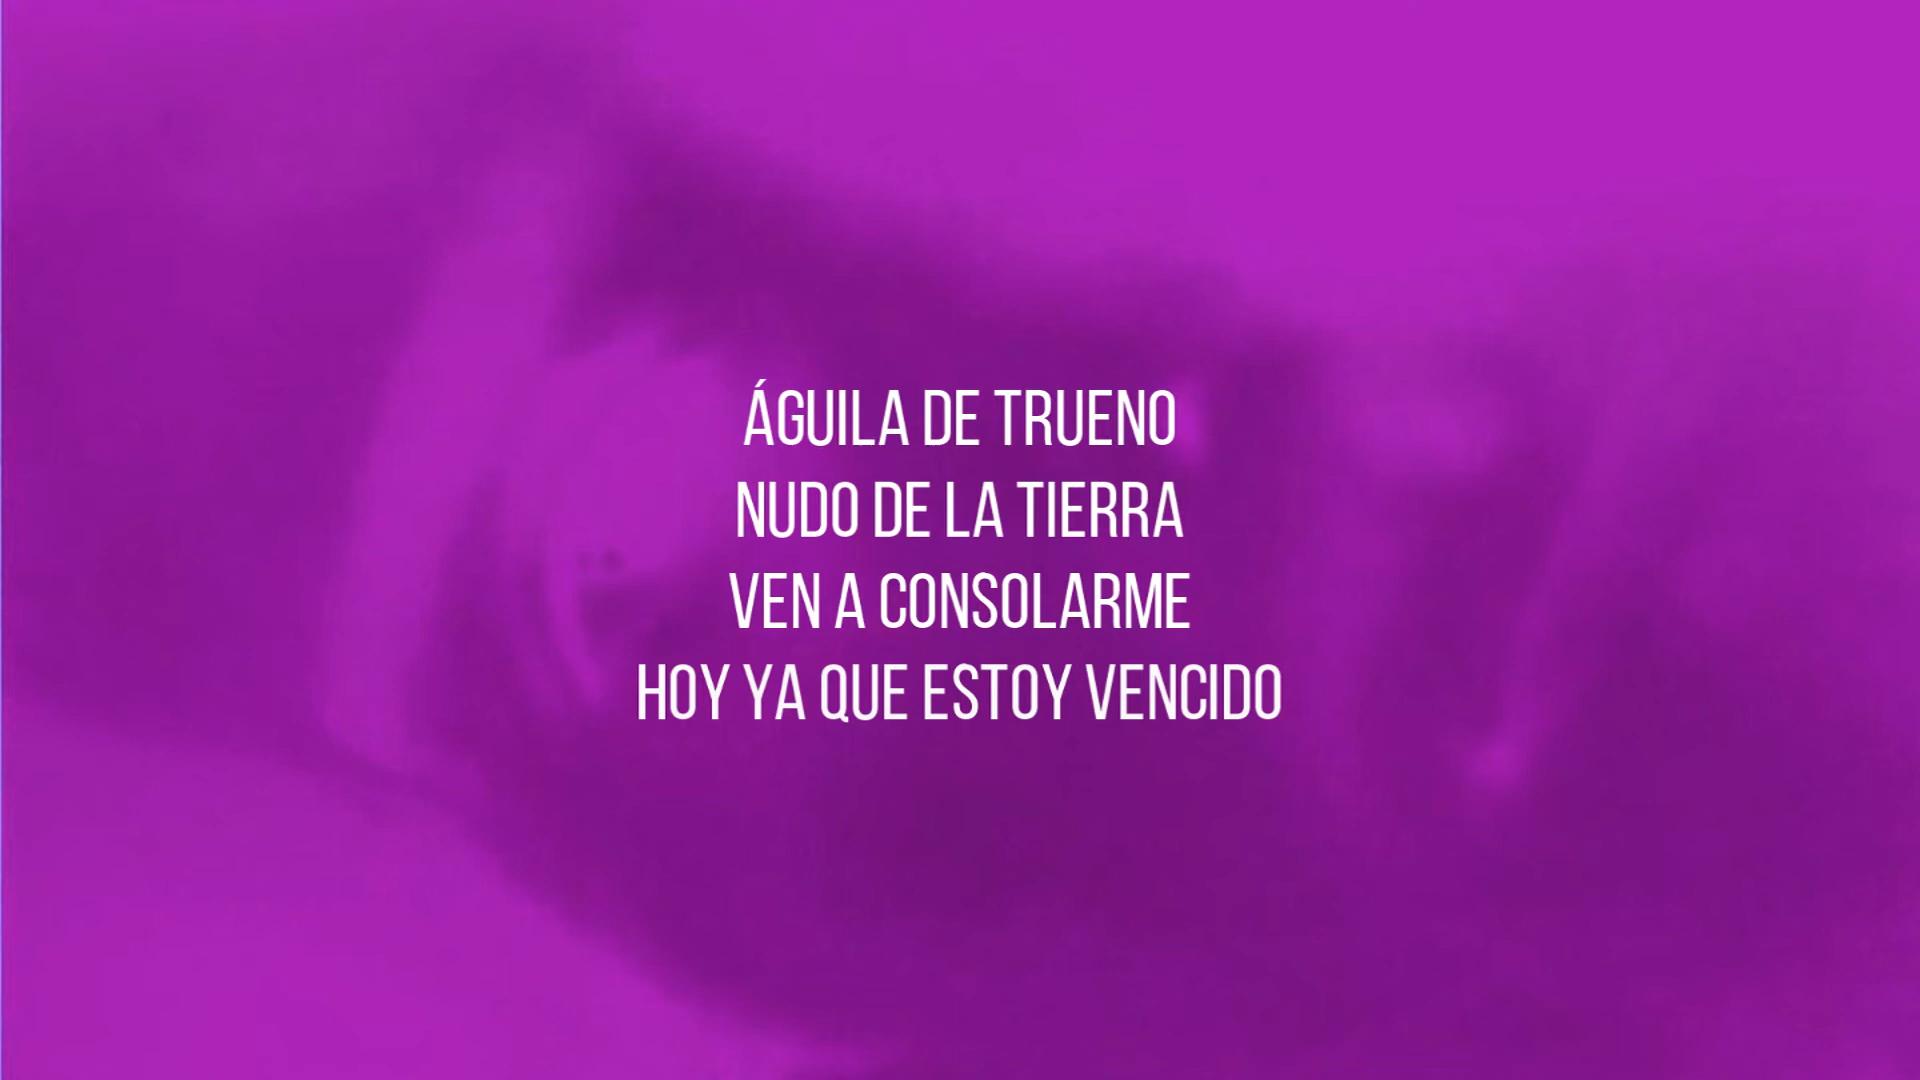 ÁGUILA DE TRUENO
NUDO DE LA TIERRA
VEN A CONSOLARME
HOY YA QUE ESTOY VENCIDO